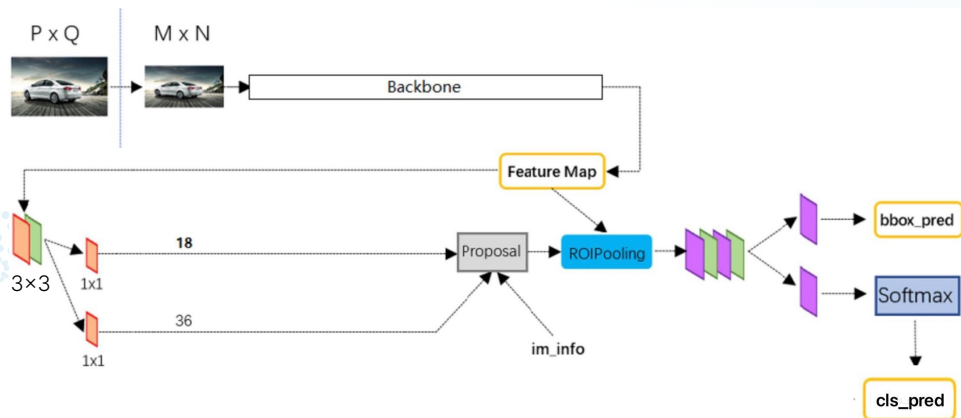 P x Q
M x N
Backbone
Feature Map
18
3×3
1x1
36
1x1
Proposal
im_info
ROIPooling
bbox_pred
Softmax
cls_pred